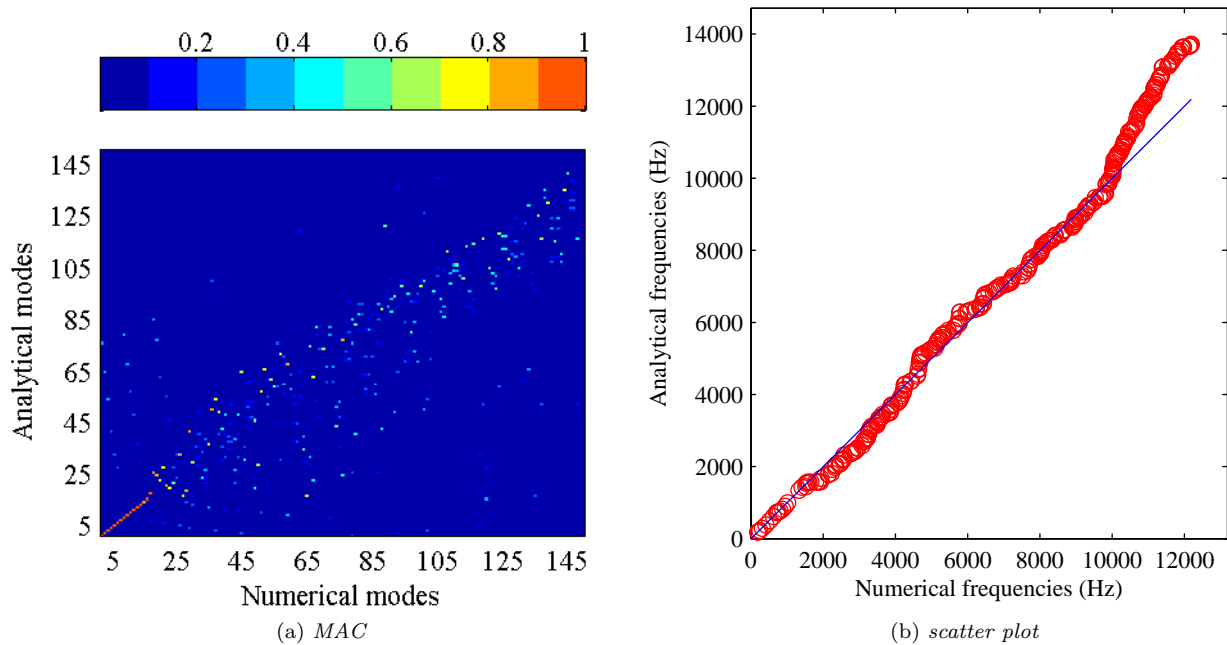 0.2 0.4 0.6 0.8 1
145
125
105
85
65
45
25
5
Analytical modes
5 25 45 65 85 105 125 145
Numerical modes
(a) MAC
14000
12000
10000
8000
6000
4000
2000
0
Analytical frequencies (Hz)
0 2000 4000 6000 8000 10000 12000
Numerical frequencies (Hz)
(b) scatter plot